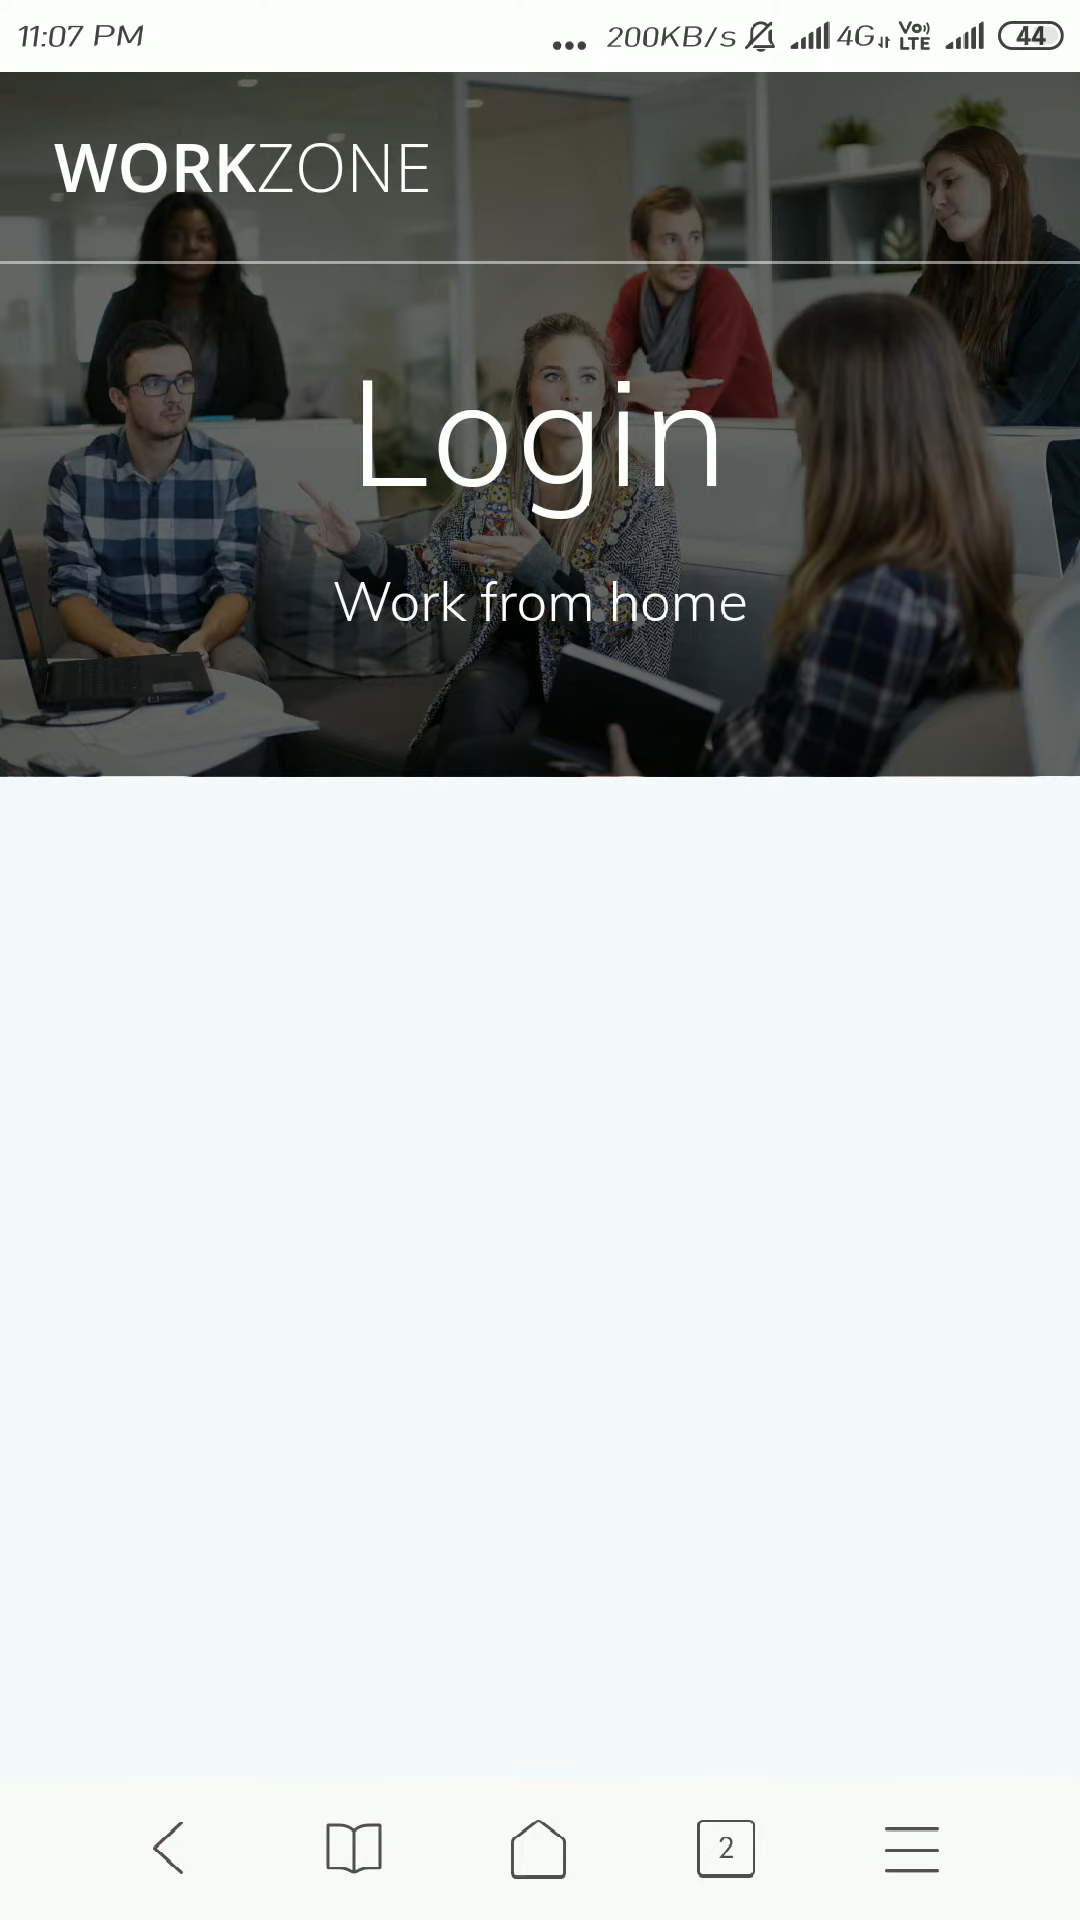 11:07 PM ... 200KB/s 4G Vo)) LTE 44
WORKZONE
Login
Work from home
2